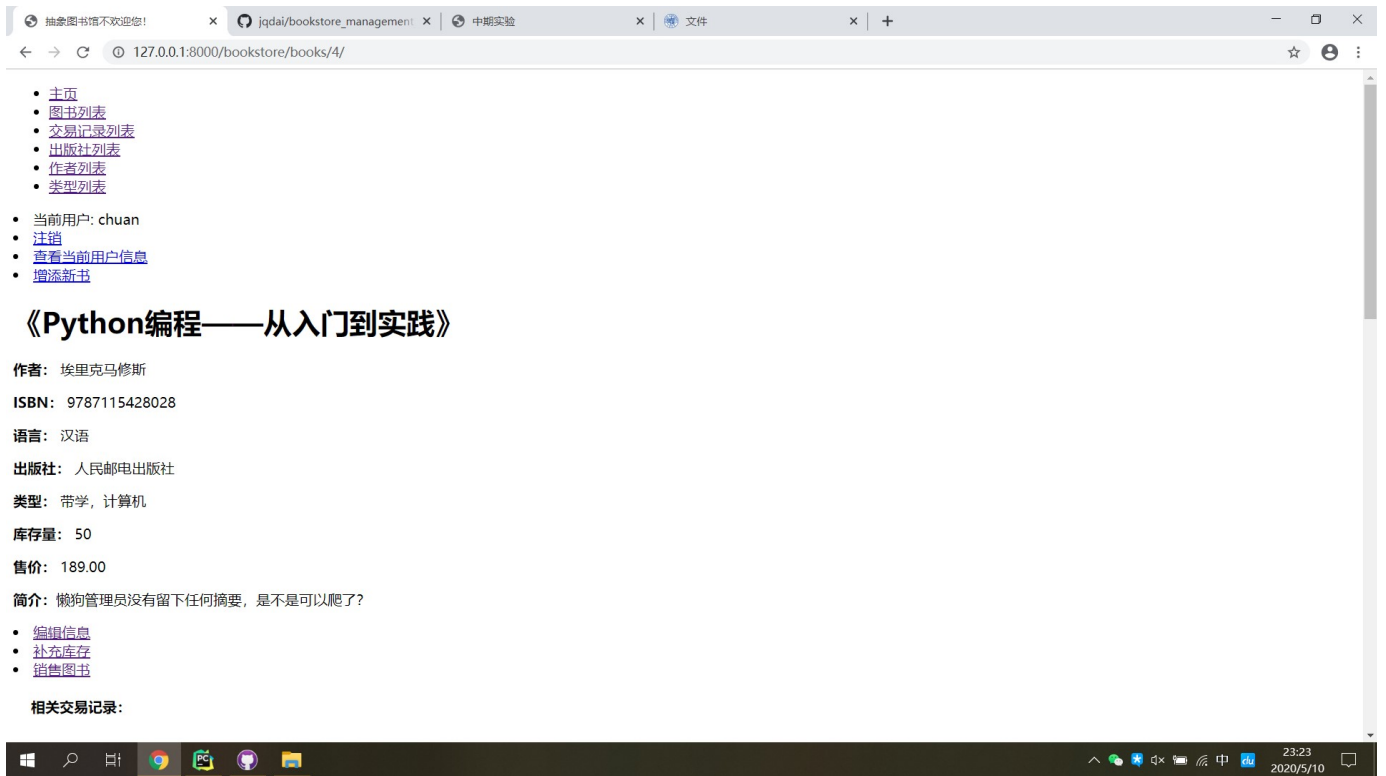 抽象图书馆不欢迎您!
jqdai/bookstore_management
中期实验
文件
127.0.0.1:8000/bookstore/books/4/
主页
图书列表
交易记录列表
出版社列表
作者列表
类型列表
当前用户: chuan
注销
查看当前用户信息
增添新书
《Python编程——从入门到实践》
作者： 埃里克马修斯
ISBN： 9787115428028
语言： 汉语
出版社： 人民邮电出版社
类型： 带学，计算机
库存量： 50
售价： 189.00
简介：懒狗管理员没有留下任何摘要，是不是可以爬了？
编辑信息
补充库存
销售图书
相关交易记录：
PC
中
du
23:23
2020/5/10